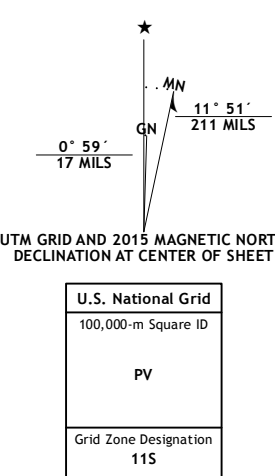 MN
GN
11° 51´
211 MILS
0° 59´
17 MILS
UTM GRID AND 2015 MAGNETIC NORT
DECLINATION AT CENTER OF SHEET
U.S. National Grid
100,000-m Square ID
PV
Grid Zone Designation
11S